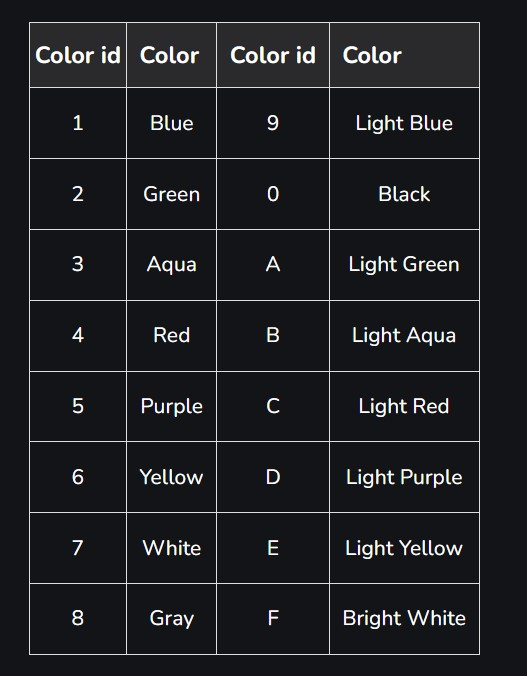 Color id Color Color id Color
1 Blue 9 Light Blue
2 Green 0 Black
3 Aqua A Light Green
4 Red B Light Aqua
5 Purple C Light Red
6 Yellow D Light Purple
7 White E Light Yellow
8 Gray F Bright White